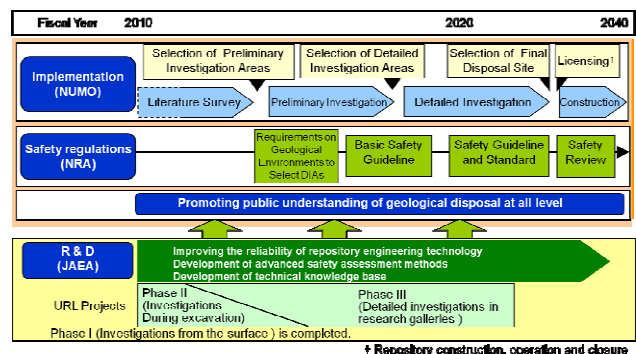 Fiscal Year 2010 2020 2040
Selection of Preliminary
Investigation Areas
Selection of Detailed
Investigation Areas
Selection of Final
Disposal Site
Licensing†
Implementation
(NUMO)
Literature Survey
Preliminary Investigation
Detailed Investigation
Construction
Safety regulations
(NRA)
Requirements on
Geological
Environments to
Select DIAs
Basic Safety
Guideline
Safety Guideline
and Standard
Safety
Review
Promoting public understanding of geological disposal at all level
R & D
(JAEA)
Improving the reliability of repository engineering technology
Development of advanced safety assessment methods
Development of technical knowledge base
URL Projects
Phase II
(Investigations
During excavation)
Phase III
(Detailed investigations in
research galleries )
Phase I (Investigations from the surface ) is completed.
† Repository construction, operation and closure